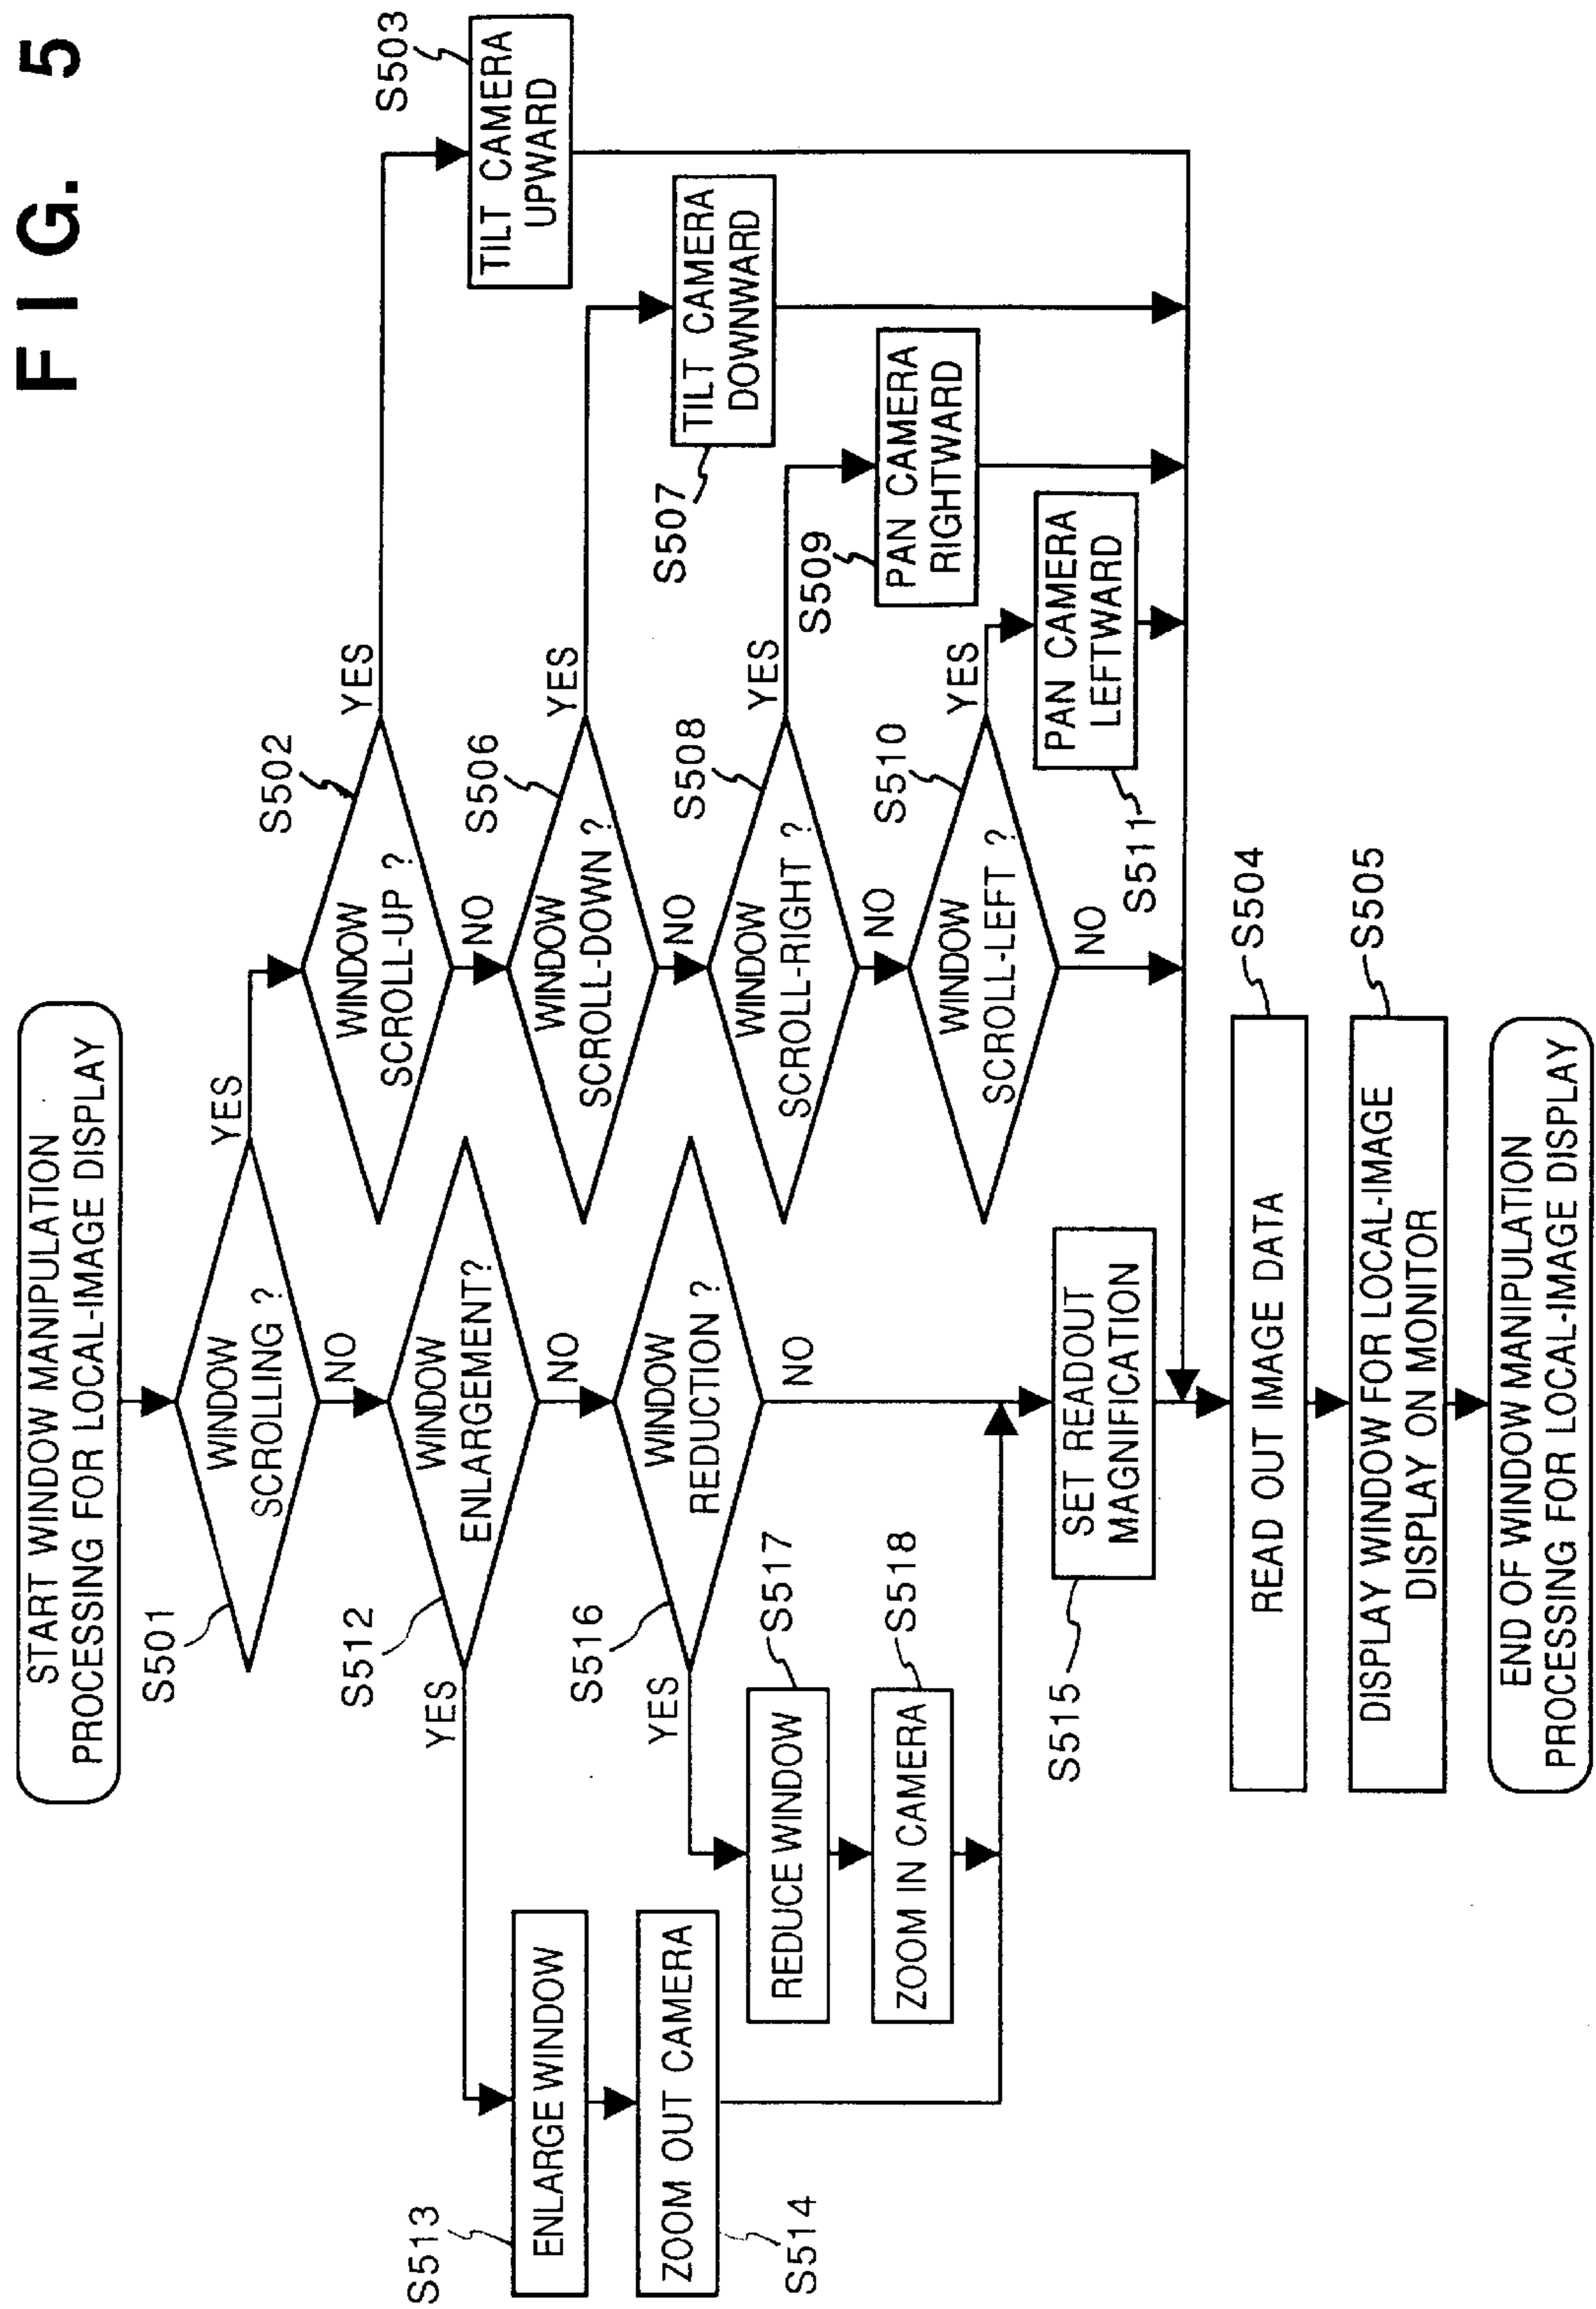 FIG. 5
START WINDOW MANIPULATION
PROCESSING FOR LOCAL-IMAGE DISPLAY
S501
WINDOW
SCROLLING ?
YES
NO
S502
WINDOW
SCROLL-UP ?
YES
NO
S503
TILT CAMERA
UPWARD
S506
WINDOW
SCROLL-DOWN ?
YES
NO
S507
TILT CAMERA
DOWNWARD
S508
WINDOW
SCROLL-RIGHT ?
YES
NO
S509
PAN CAMERA
RIGHTWARD
S510
WINDOW
SCROLL-LEFT ?
YES
NO
S511
PAN CAMERA
LEFTWARD
S512
WINDOW
ENLARGEMENT?
YES
NO
S513
ENLARGE WINDOW
S514
ZOOM OUT CAMERA
S516
WINDOW
REDUCTION ?
YES
NO
S517
REDUCE WINDOW
S518
ZOOM IN CAMERA
S515
SET READOUT
MAGNIFICATION
S504
READ OUT IMAGE DATA
S505
DISPLAY WINDOW FOR LOCAL-IMAGE
DISPLAY ON MONITOR
END OF WINDOW MANIPULATION
PROCESSING FOR LOCAL-IMAGE DISPLAY